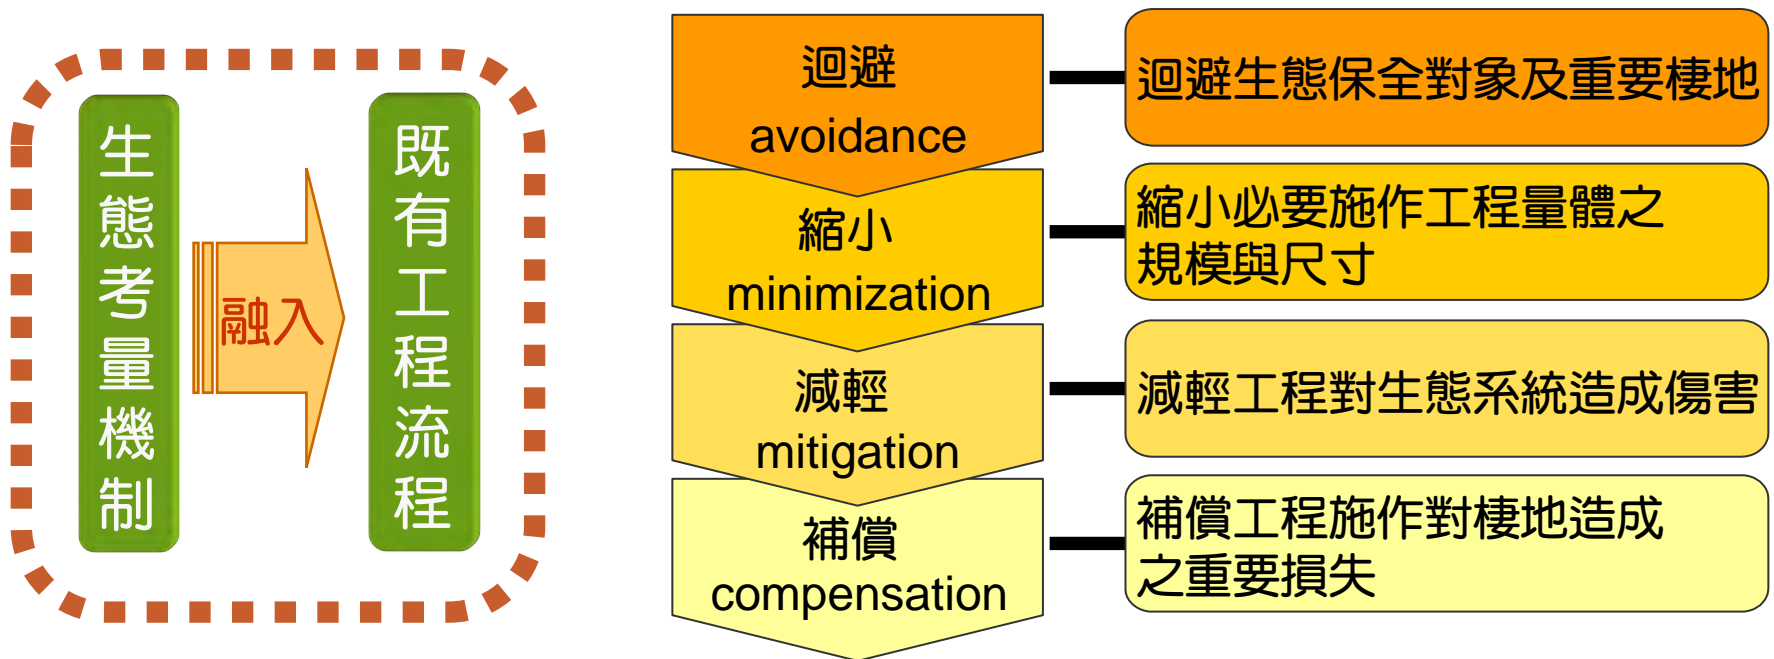 生態考量機制
融入
既有工程流程
迴避
avoidance
迴避生態保全對象及重要棲地
縮小
minimization
縮小必要施作工程量體之
規模與尺寸
減輕
mitigation
減輕工程對生態系統造成傷害
補償
compensation
補償工程施作對棲地造成
之重要損失